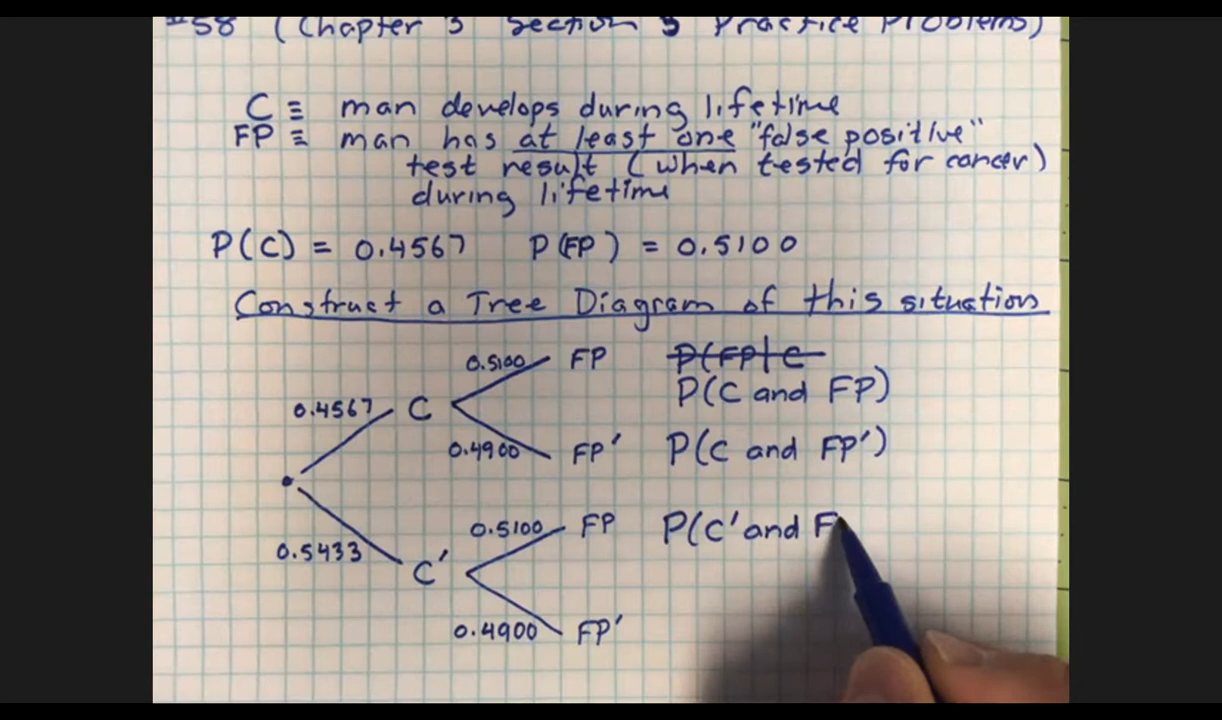 #58 (Chapter 3 Section 3 Practice Problems)
C ≡ man develops during lifetime
FP ≡ man has at least one "false positive"
test result (when tested for cancer)
during lifetime
P(C) = 0.4567 P(FP) = 0.5100
Construct a Tree Diagram of this situation
0.5100 FP P(FP|C
0.4567 C P(C and FP)
0.4900 FP' P(C and FP')
0.5100 FP P(C' and F
0.5433 C'
0.4900 FP'